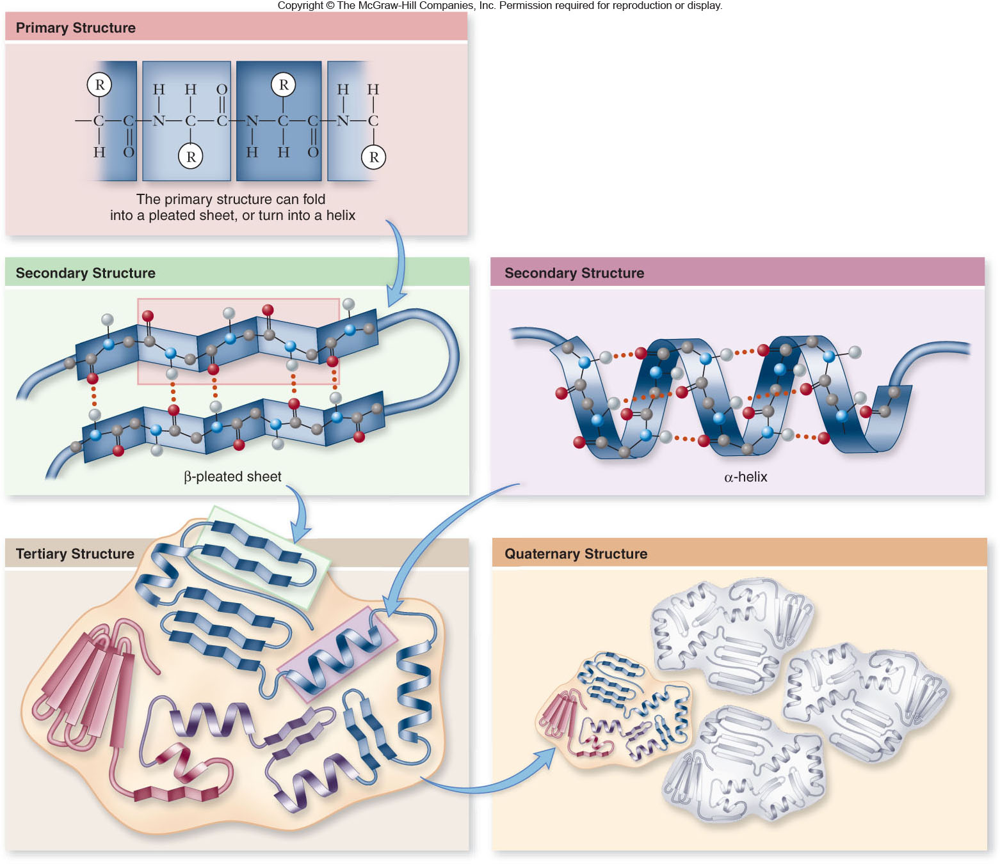 Copyright © The McGraw-Hill Companies, Inc. Permission required for reproduction or display.
Primary Structure
R H H O R H H
C C N C C N C C N C
H O R H H O R
The primary structure can fold
into a pleated sheet, or turn into a helix
Secondary Structure
β-pleated sheet
Secondary Structure
α-helix
Tertiary Structure
Quaternary Structure